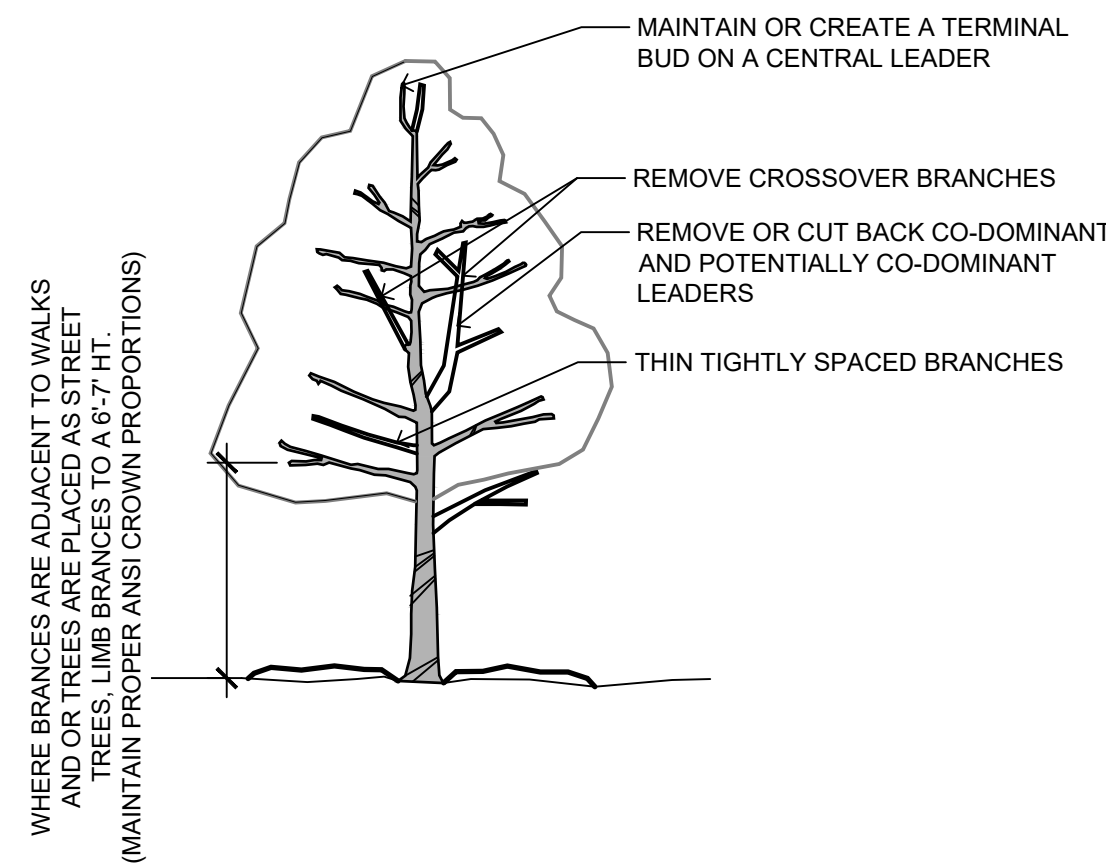 MAINTAIN OR CREATE A TERMINAL
BUD ON A CENTRAL LEADER
REMOVE CROSSOVER BRANCHES
REMOVE OR CUT BACK CO-DOMINANT
AND POTENTIALLY CO-DOMINANT
LEADERS
THIN TIGHTLY SPACED BRANCHES
WHERE BRANCES ARE ADJACENT TO WALKS
AND OR TREES ARE PLACED AS STREET
TREES, LIMB BRANCES TO A 6'-7' HT.
(MAINTAIN PROPER ANSI CROWN PROPORTIONS)